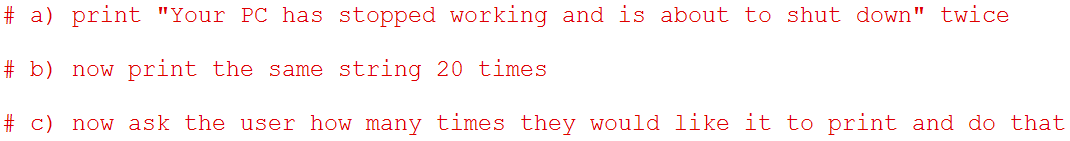 # a) print "Your PC has stopped working and is about to shut down" twice
# b) now print the same string 20 times
# c) now ask the user how many times they would like it to print and do that